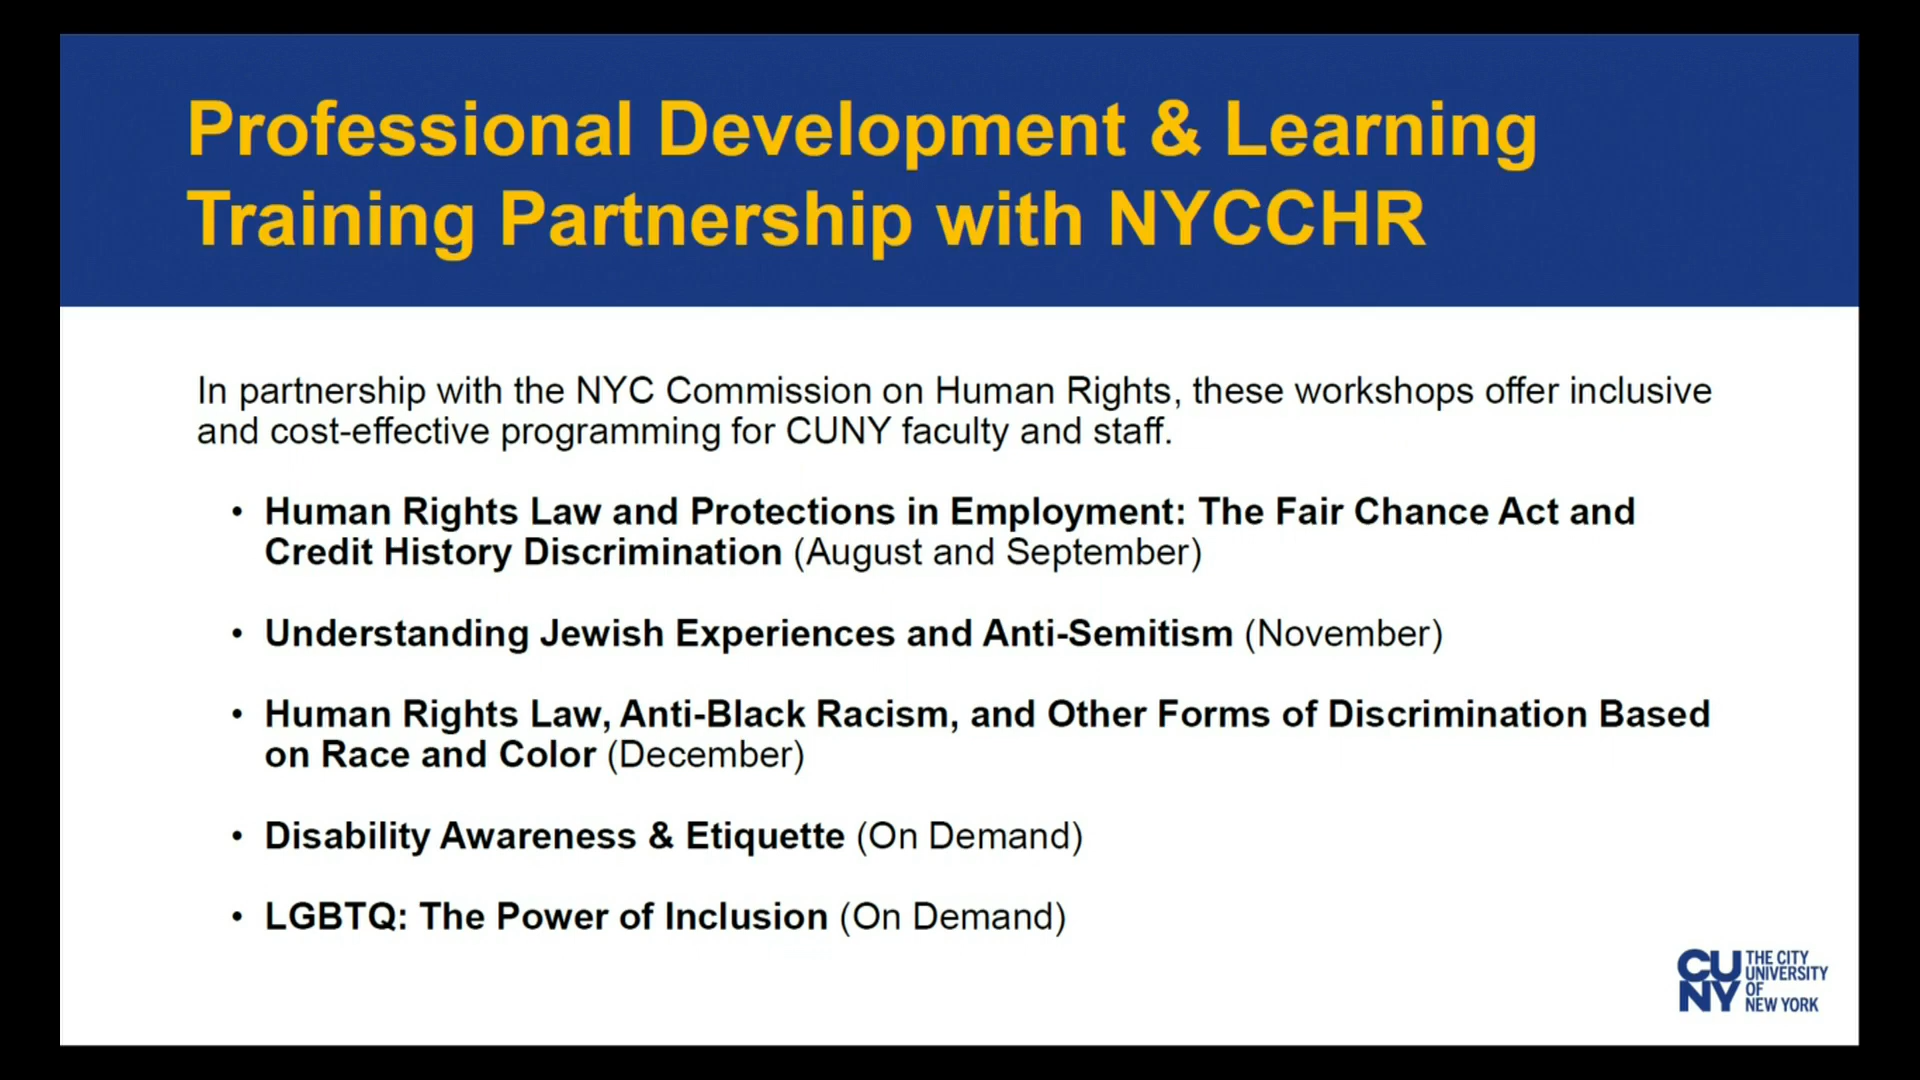 Professional Development & Learning
Training Partnership with NYCCHR
In partnership with the NYC Commission on Human Rights, these workshops offer inclusive
and cost-effective programming for CUNY faculty and staff.
• Human Rights Law and Protections in Employment: The Fair Chance Act and
Credit History Discrimination (August and September)
• Understanding Jewish Experiences and Anti-Semitism (November)
• Human Rights Law, Anti-Black Racism, and Other Forms of Discrimination Based
on Race and Color (December)
• Disability Awareness & Etiquette (On Demand)
• LGBTQ: The Power of Inclusion (On Demand)
CU
NY
THE CITY
UNIVERSITY
OF
NEW YORK